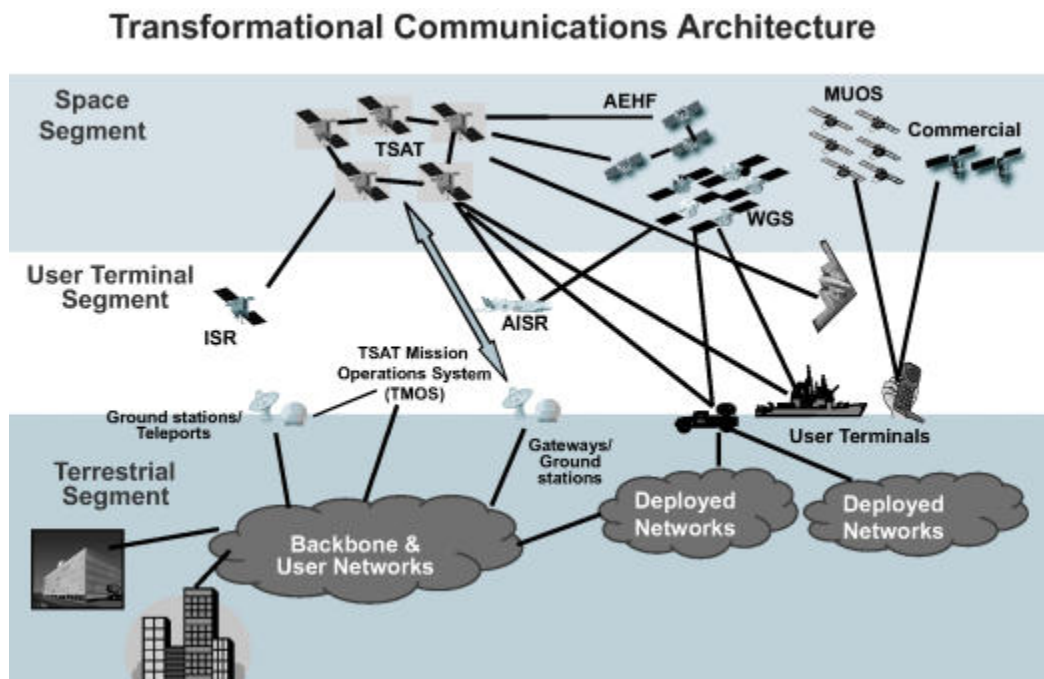 Transformational Communications Architecture
Space
Segment
TSAT
AEHF
MUOS
Commercial
WGS
User Terminal
Segment
ISR
AISR
TSAT Mission
Operations System
(TMOS)
Ground stations/
Teleports
Gateways/
Ground
stations
User Terminals
Terrestrial
Segment
Backbone &
User Networks
Deployed
Networks
Deployed
Networks